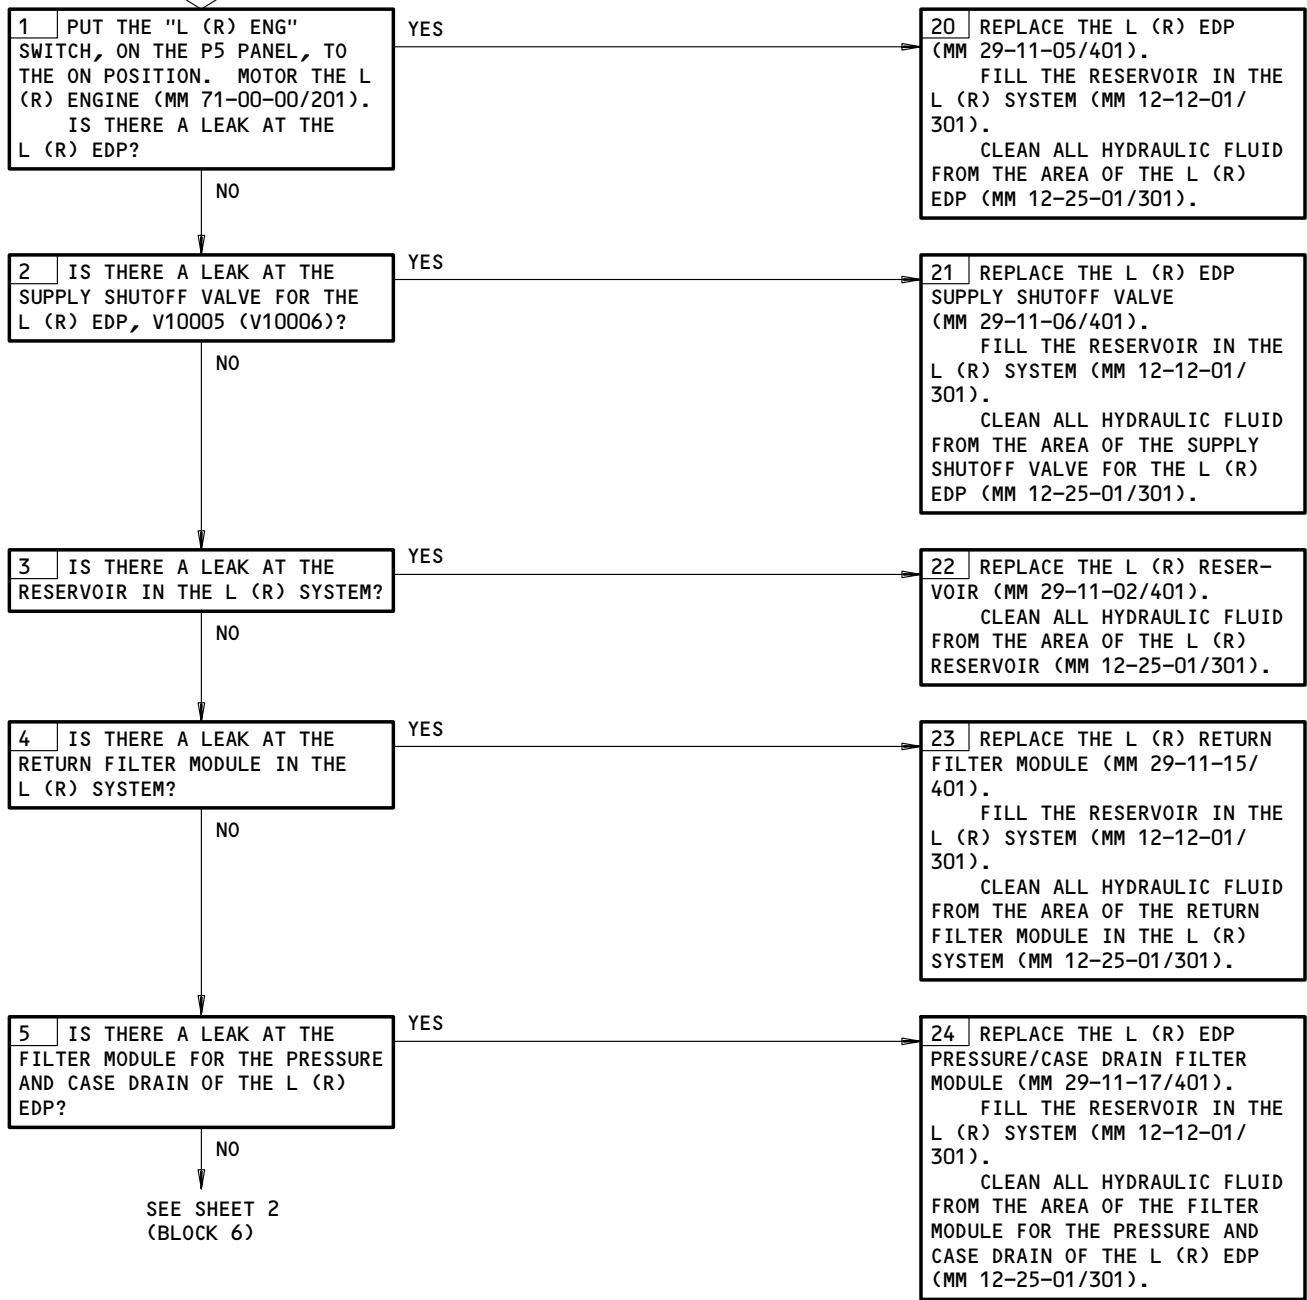 1 PUT THE "L (R) ENG"
SWITCH, ON THE P5 PANEL, TO
THE ON POSITION. MOTOR THE L
(R) ENGINE (MM 71-00-00/201).
IS THERE A LEAK AT THE
L (R) EDP?
YES
20 REPLACE THE L (R) EDP
(MM 29-11-05/401).
FILL THE RESERVOIR IN THE
L (R) SYSTEM (MM 12-12-01/
301).
CLEAN ALL HYDRAULIC FLUID
FROM THE AREA OF THE L (R)
EDP (MM 12-25-01/301).
NO
2 IS THERE A LEAK AT THE
SUPPLY SHUTOFF VALVE FOR THE
L (R) EDP, V10005 (V10006)?
YES
21 REPLACE THE L (R) EDP
SUPPLY SHUTOFF VALVE
(MM 29-11-06/401).
FILL THE RESERVOIR IN THE
L (R) SYSTEM (MM 12-12-01/
301).
CLEAN ALL HYDRAULIC FLUID
FROM THE AREA OF THE SUPPLY
SHUTOFF VALVE FOR THE L (R)
EDP (MM 12-25-01/301).
NO
3 IS THERE A LEAK AT THE
RESERVOIR IN THE L (R) SYSTEM?
YES
22 REPLACE THE L (R) RESER-
VOIR (MM 29-11-02/401).
CLEAN ALL HYDRAULIC FLUID
FROM THE AREA OF THE L (R)
RESERVOIR (MM 12-25-01/301).
NO
4 IS THERE A LEAK AT THE
RETURN FILTER MODULE IN THE
L (R) SYSTEM?
YES
23 REPLACE THE L (R) RETURN
FILTER MODULE (MM 29-11-15/
401).
FILL THE RESERVOIR IN THE
L (R) SYSTEM (MM 12-12-01/
301).
CLEAN ALL HYDRAULIC FLUID
FROM THE AREA OF THE RETURN
FILTER MODULE IN THE L (R)
SYSTEM (MM 12-25-01/301).
NO
5 IS THERE A LEAK AT THE
FILTER MODULE FOR THE PRESSURE
AND CASE DRAIN OF THE L (R)
EDP?
YES
24 REPLACE THE L (R) EDP
PRESSURE/CASE DRAIN FILTER
MODULE (MM 29-11-17/401).
FILL THE RESERVOIR IN THE
L (R) SYSTEM (MM 12-12-01/
301).
CLEAN ALL HYDRAULIC FLUID
FROM THE AREA OF THE FILTER
MODULE FOR THE PRESSURE AND
CASE DRAIN OF THE L (R) EDP
(MM 12-25-01/301).
NO
SEE SHEET 2
(BLOCK 6)